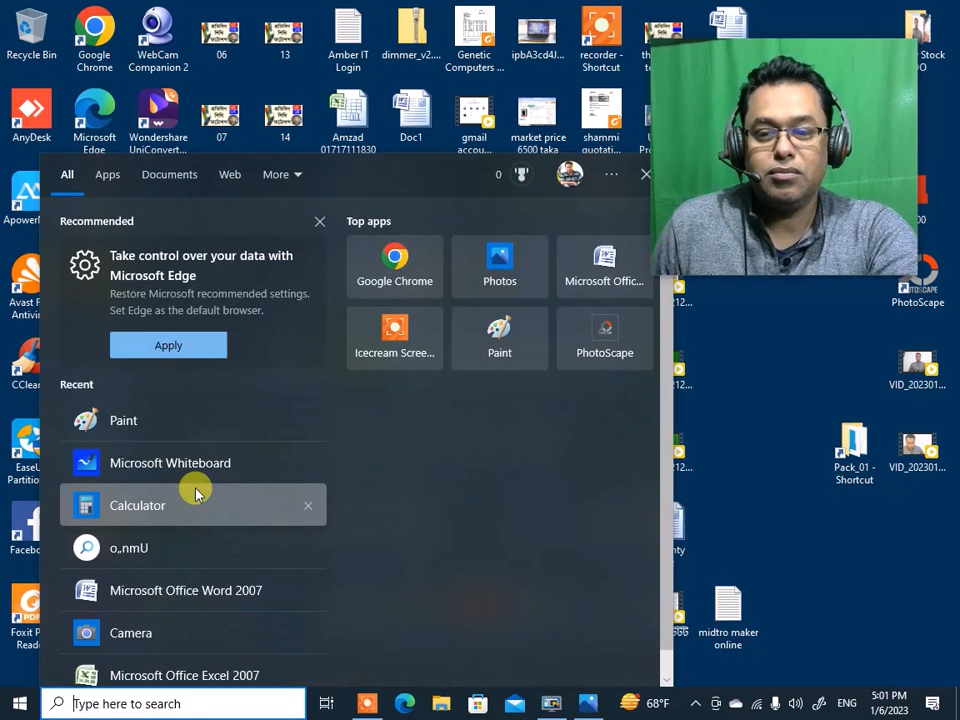 Recycle Bin
Google
Chrome
WebCam
Companion 2
06
13
Amber IT
Login
dimmer_v2...
Genetic
Computers ...
ipbA3cd4J...
recorder -
Shortcut
Stock
AnyDesk
Microsoft
Edge
Wondershare
UniConvert...
07
14
Amzad
01717111830
Doc1
gmail
accou...
market price
6500 taka
shammi
quotati...
All
Apps
Documents
Web
More
0
Recommended
Take control over your data with
Microsoft Edge
Restore Microsoft recommended settings.
Set Edge as the default browser.
Apply
Top apps
Google Chrome
Photos
Microsoft Offic...
Icecream Scree...
Paint
PhotoScape
Recent
Paint
Microsoft Whiteboard
Calculator
o,,nmU
Microsoft Office Word 2007
Camera
Microsoft Office Excel 2007
PhotoScape
VID_202301...
Pack_01 -
Shortcut
VID_202301...
midtro maker
online
Type here to search
68°F
ENG
5:01 PM
1/6/2023